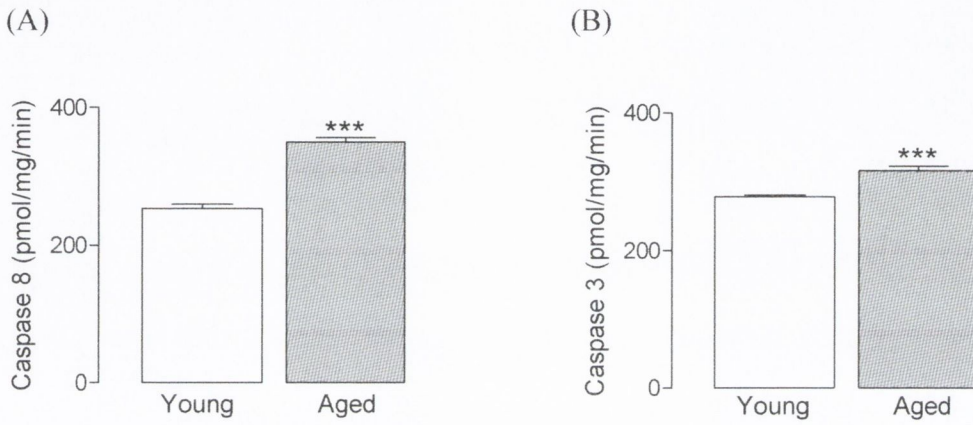 (A)
Caspase 8 (pmol/mg/min)
400
200
0
***
Young
Aged
(B)
Caspase 3 (pmol/mg/min)
400
200
0
***
Young
Aged